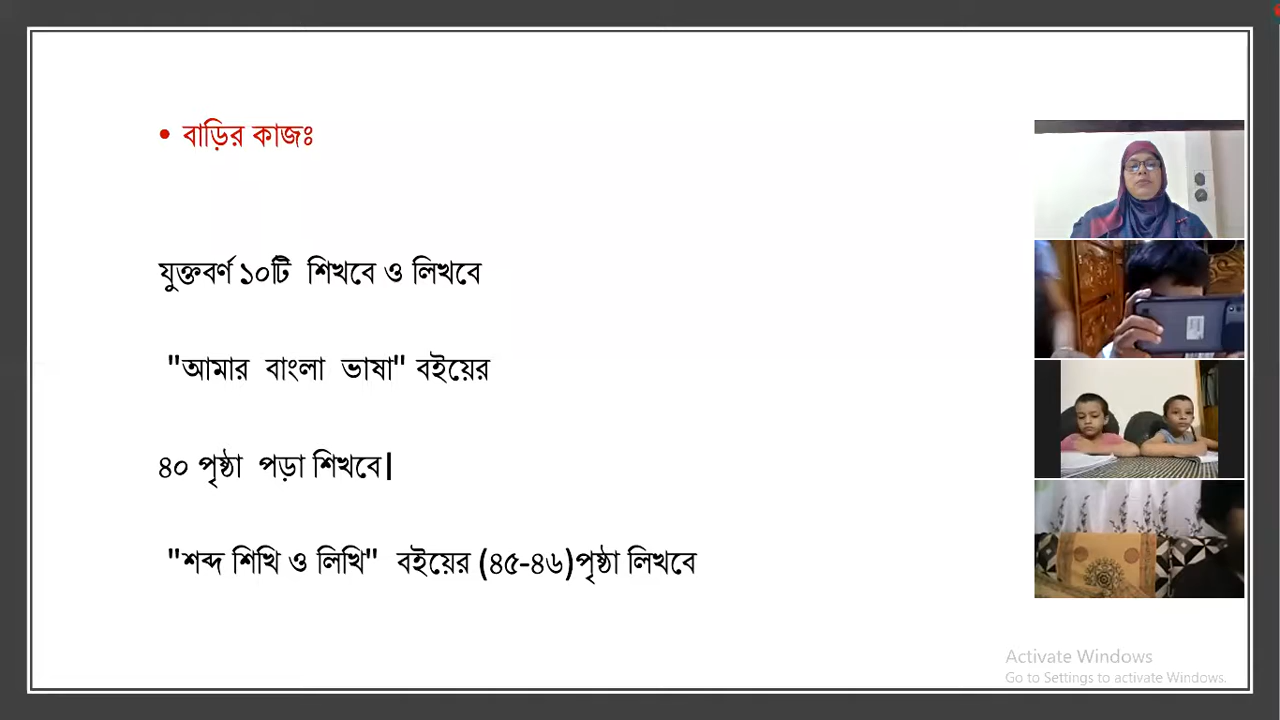 • বাড়ির কাজঃ
যুক্তবর্ণ ১০টি শিখবে ও লিখবে
"আমার বাংলা ভাষা" বইয়ের
৪০ পৃষ্ঠা পড়া শিখবে।
"শব্দ শিখি ও লিখি" বইয়ের (৪৫-৪৬)পৃষ্ঠা লিখবে
Activate Windows
Go to Settings to activate Windows.